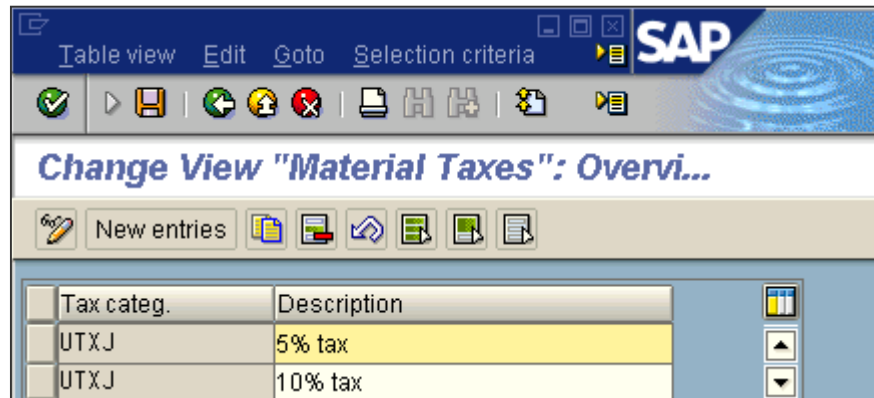 Table view Edit Goto Selection criteria
SAP
Change View "Material Taxes": Overvi...
New entries
Tax categ. Description
UTXJ 5% tax
UTXJ 10% tax